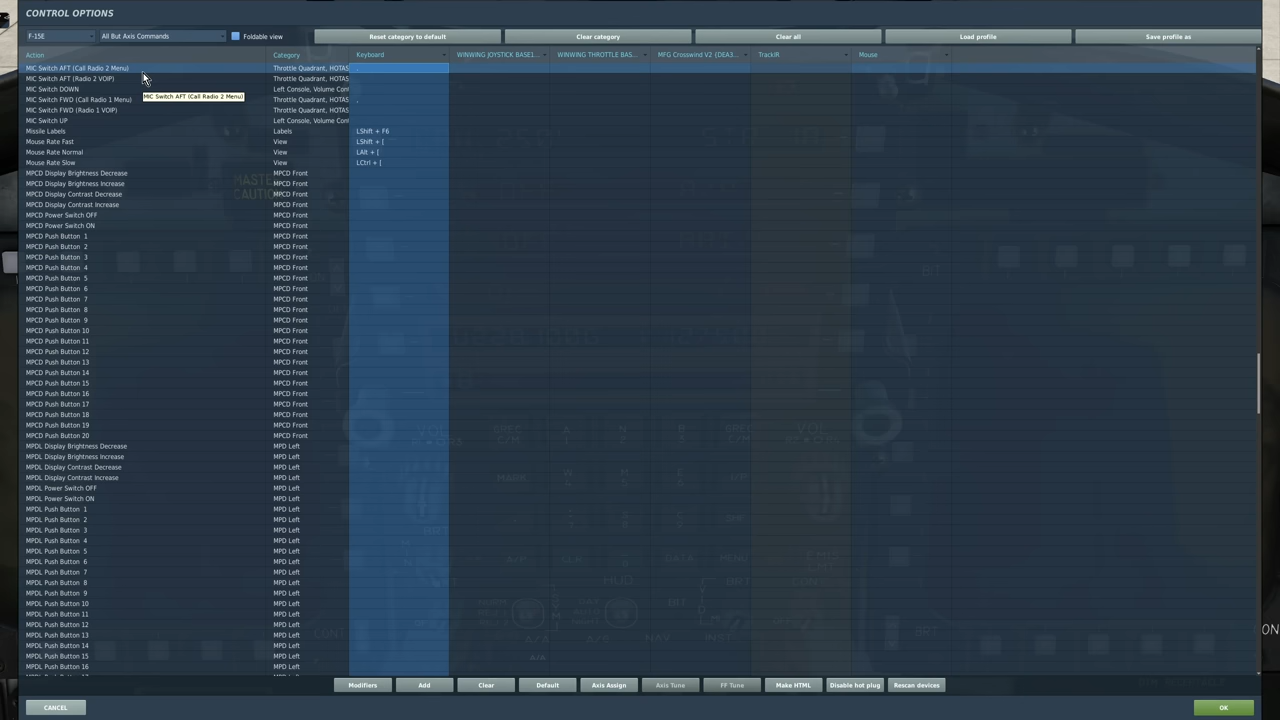 CONTROL OPTIONS
F-15E All But Axis Commands Foldable view Reset category to default Clear category Clear all Load profile Save profile as
Action Category Keyboard WINWING JOYSTICK BASE1... WINWING THROTTLE BAS... MFG Crosswind V2 {DEA3... TrackIR Mouse
MIC Switch AFT (Call Radio 2 Menu) Throttle Quadrant, HOTAS .
MIC Switch AFT (Radio 2 VOIP) Throttle Quadrant, HOTAS
MIC Switch DOWN Left Console, Volume Cont
MIC Switch AFT (Call Radio 2 Menu)
MIC Switch FWD (Call Radio 1 Menu) Throttle Quadrant, HOTAS ,
MIC Switch FWD (Radio 1 VOIP) Throttle Quadrant, HOTAS
MIC Switch UP Left Console, Volume Cont
Missile Labels Labels LShift + F6
Mouse Rate Fast View LShift + [
Mouse Rate Normal View LAlt + [
Mouse Rate Slow View LCtrl + [
MPCD Display Brightness Decrease MPCD Front
MPCD Display Brightness Increase MPCD Front
MPCD Display Contrast Decrease MPCD Front
MPCD Display Contrast Increase MPCD Front
MPCD Power Switch OFF MPCD Front
MPCD Power Switch ON MPCD Front
MPCD Push Button 1 MPCD Front
MPCD Push Button 2 MPCD Front
MPCD Push Button 3 MPCD Front
MPCD Push Button 4 MPCD Front
MPCD Push Button 5 MPCD Front
MPCD Push Button 6 MPCD Front
MPCD Push Button 7 MPCD Front
MPCD Push Button 8 MPCD Front
MPCD Push Button 9 MPCD Front
MPCD Push Button 10 MPCD Front
MPCD Push Button 11 MPCD Front
MPCD Push Button 12 MPCD Front
MPCD Push Button 13 MPCD Front
MPCD Push Button 14 MPCD Front
MPCD Push Button 15 MPCD Front
MPCD Push Button 16 MPCD Front
MPCD Push Button 17 MPCD Front
MPCD Push Button 18 MPCD Front
MPCD Push Button 19 MPCD Front
MPCD Push Button 20 MPCD Front
MPDL Display Brightness Decrease MPD Left
MPDL Display Brightness Increase MPD Left
MPDL Display Contrast Decrease MPD Left
MPDL Display Contrast Increase MPD Left
MPDL Power Switch OFF MPD Left
MPDL Power Switch ON MPD Left
MPDL Push Button 1 MPD Left
MPDL Push Button 2 MPD Left
MPDL Push Button 3 MPD Left
MPDL Push Button 4 MPD Left
MPDL Push Button 5 MPD Left
MPDL Push Button 6 MPD Left
MPDL Push Button 7 MPD Left
MPDL Push Button 8 MPD Left
MPDL Push Button 9 MPD Left
MPDL Push Button 10 MPD Left
MPDL Push Button 11 MPD Left
MPDL Push Button 12 MPD Left
MPDL Push Button 13 MPD Left
MPDL Push Button 14 MPD Left
MPDL Push Button 15 MPD Left
MPDL Push Button 16 MPD Left
Modifiers Add Clear Default Axis Assign Axis Tune FF Tune Make HTML Disable hot plug Rescan devices
CANCEL OK